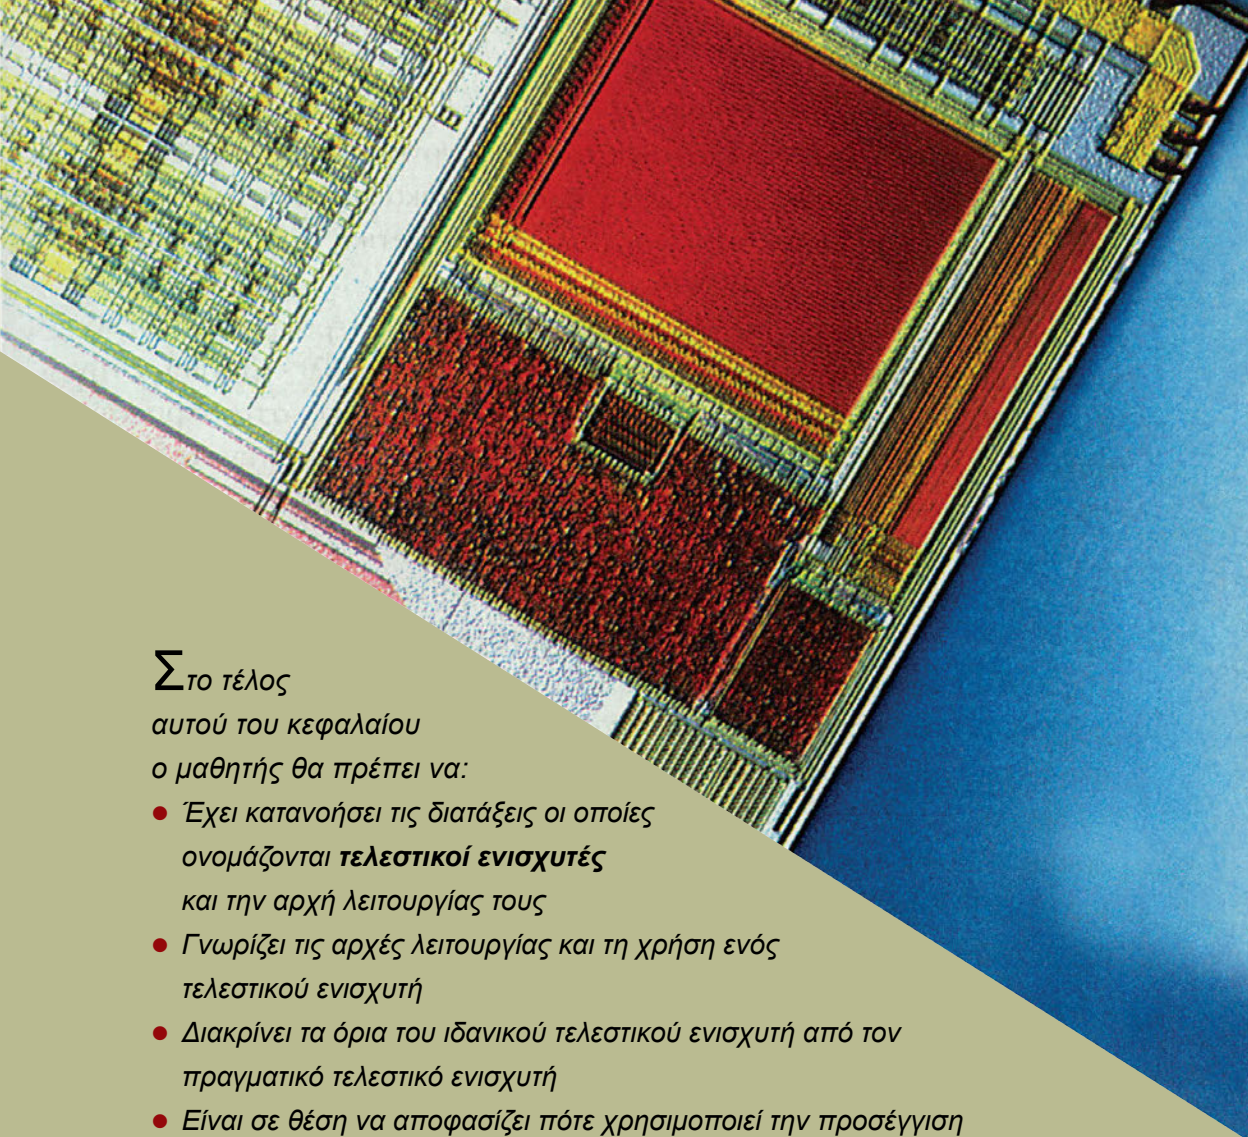 Στο τέλος
αυτού του κεφαλαίου
ο μαθητής θα πρέπει να:
● Έχει κατανοήσει τις διατάξεις οι οποίες
ονομάζονται τελεστικοί ενισχυτές
και την αρχή λειτουργίας τους
● Γνωρίζει τις αρχές λειτουργίας και τη χρήση ενός
τελεστικού ενισχυτή
● Διακρίνει τα όρια του ιδανικού τελεστικού ενισχυτή από τον
πραγματικό τελεστικό ενισχυτή
● Είναι σε θέση να αποφασίζει πότε χρησιμοποιεί την προσέγγιση